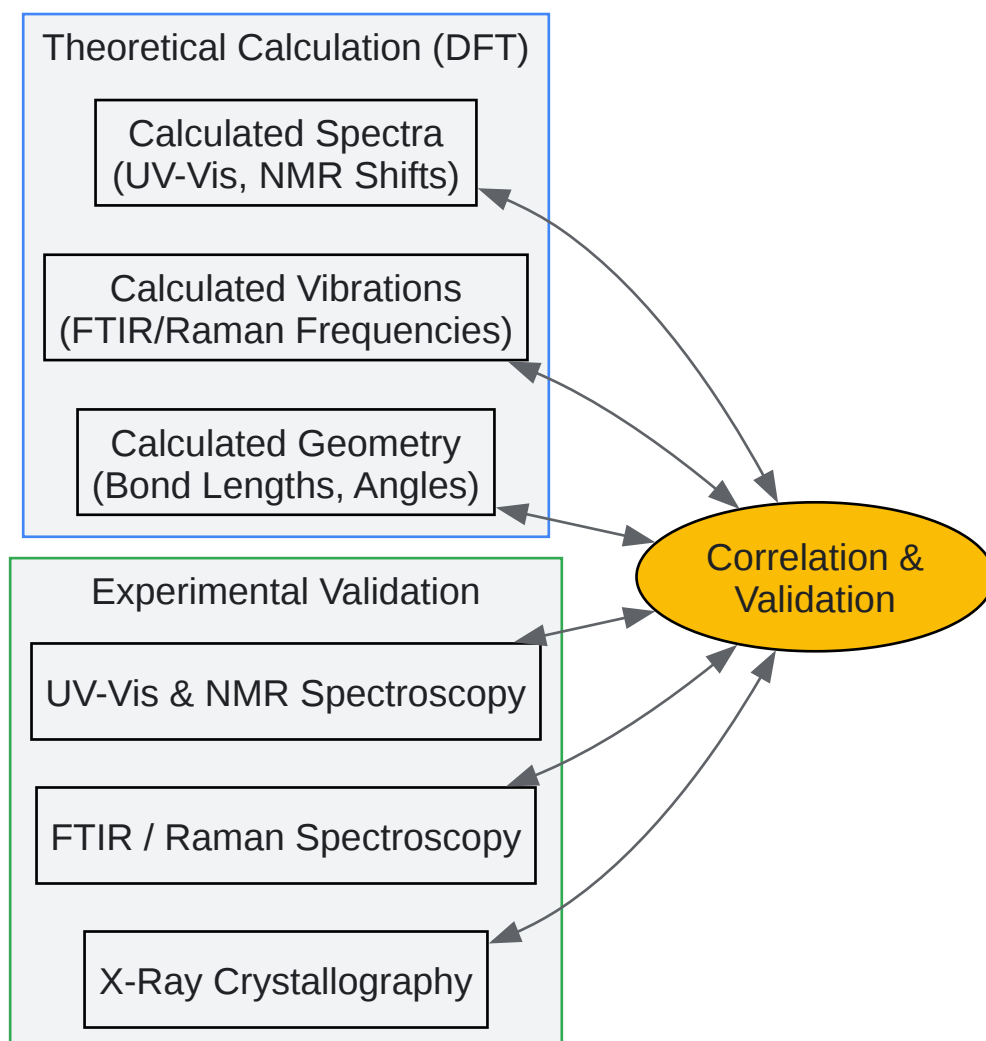 Theoretical Calculation (DFT)
Calculated Spectra
(UV-Vis, NMR Shifts)
Calculated Vibrations
(FTIR/Raman Frequencies)
Calculated Geometry
(Bond Lengths, Angles)
Correlation &
Validation
Experimental Validation
UV-Vis & NMR Spectroscopy
FTIR / Raman Spectroscopy
X-Ray Crystallography